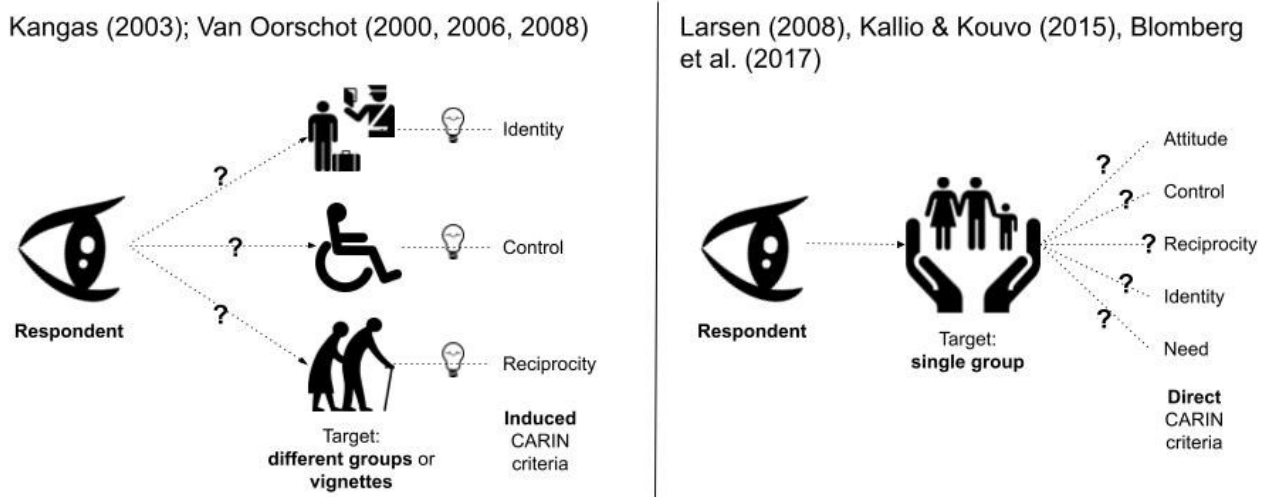 Kangas (2003); Van Oorschot (2000, 2006, 2008)
?
Identity
?
Control
?
Respondent
Reciprocity
Target:
different groups or
vignettes
Induced
CARIN
criteria
Larsen (2008), Kallio & Kouvo (2015), Blomberg
et al. (2017)
?
Attitude
?
Control
?
Reciprocity
?
Identity
?
Need
Respondent
Target:
single group
Direct
CARIN
criteria